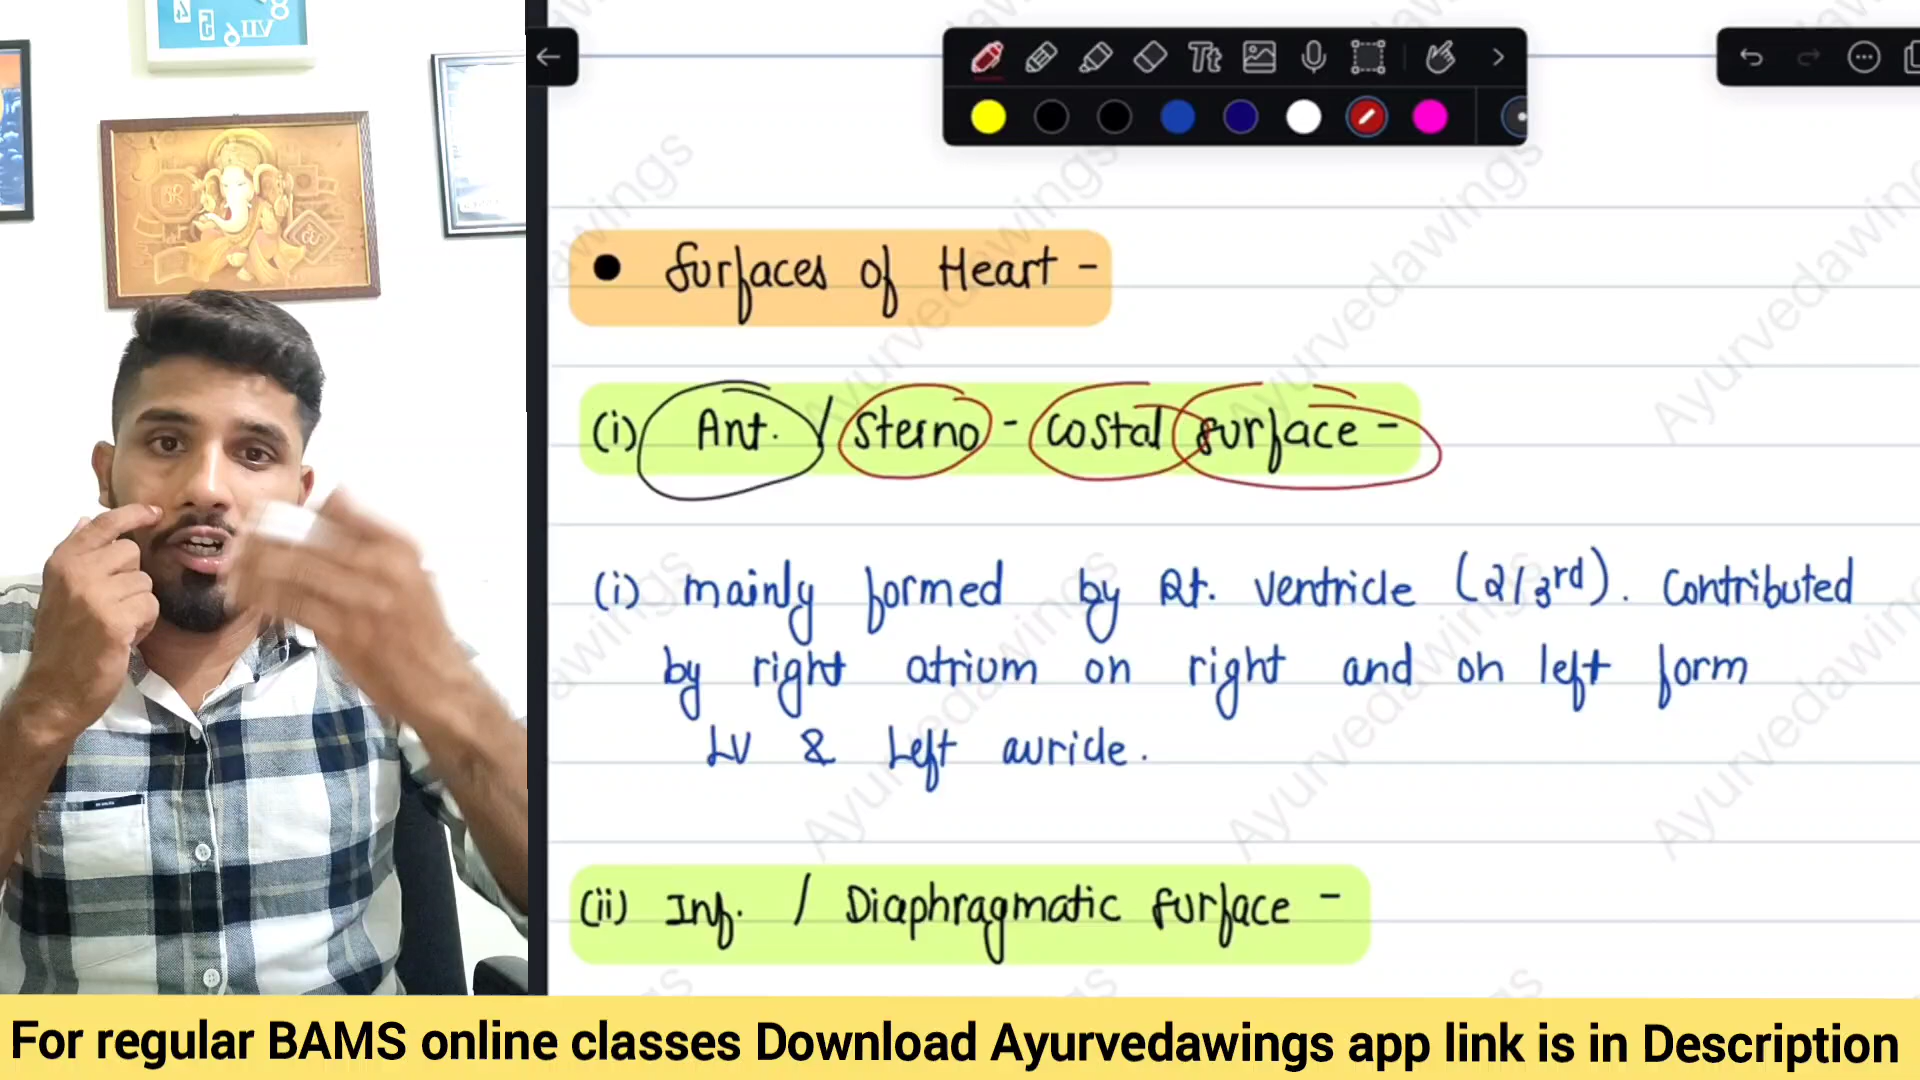 • Surfaces of Heart -
(i) Ant. / Sterno - costal surface -
(i) mainly formed by Rt. ventricle (2/3rd). Contributed
by right atrium on right and on left form
LV & Left auricle.
(ii) Inf. / Diaphragmatic surface -
Ayurvedawings
For regular BAMS online classes Download Ayurvedawings app link is in Description